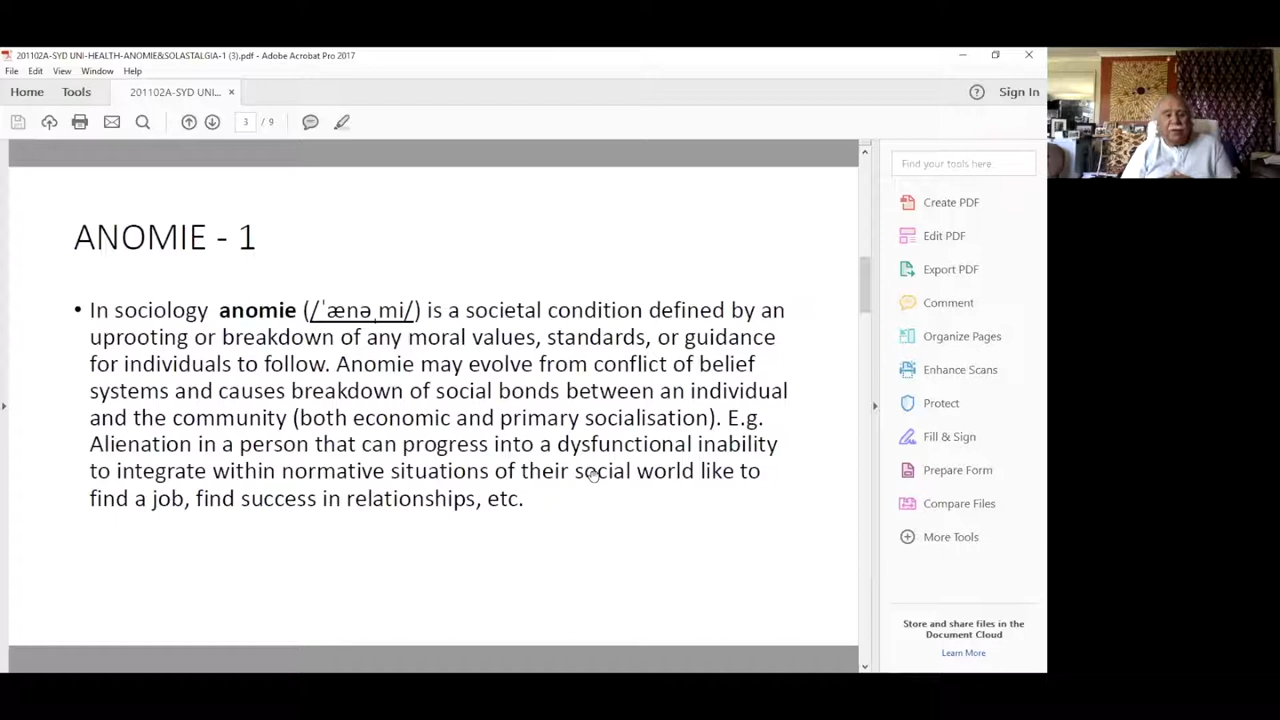 201102A-SYD UNI-HEALTH-ANOMIE&SOLASTALGIA-1 (3).pdf - Adobe Acrobat Pro 2017
File Edit View Window Help
Home Tools 201102A-SYD UNI... × Sign In
3 / 9
Find your tools here
ANOMIE - 1
• In sociology anomie (/ˈænəˌmi/) is a societal condition defined by an
uprooting or breakdown of any moral values, standards, or guidance
for individuals to follow. Anomie may evolve from conflict of belief
systems and causes breakdown of social bonds between an individual
and the community (both economic and primary socialisation). E.g.
Alienation in a person that can progress into a dysfunctional inability
to integrate within normative situations of their social world like to
find a job, find success in relationships, etc.
Create PDF
Edit PDF
Export PDF
Comment
Organize Pages
Enhance Scans
Protect
Fill & Sign
Prepare Form
Compare Files
More Tools
Store and share files in the
Document Cloud
Learn More